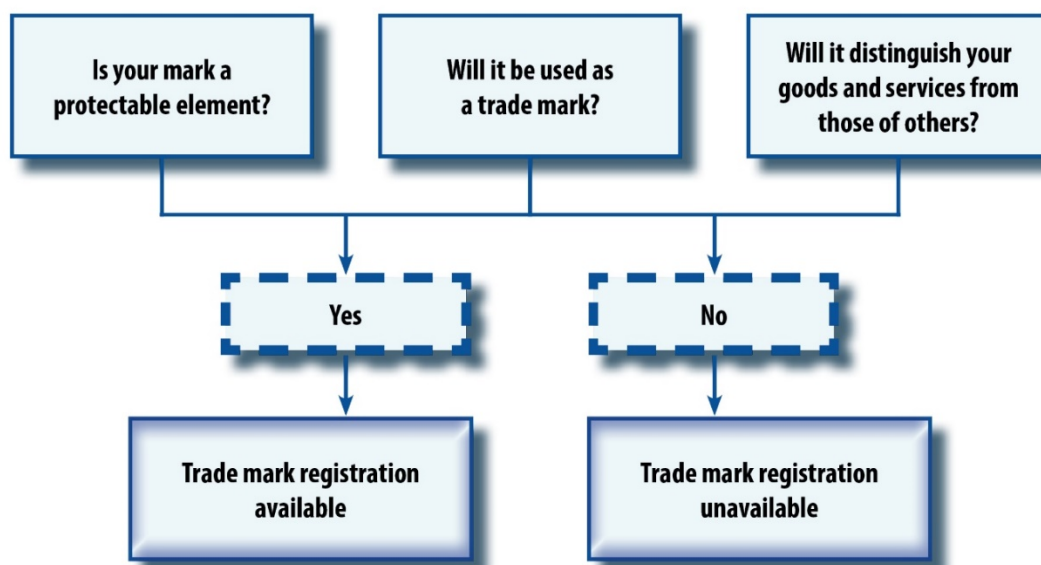 Is your mark a
protectable element?
Will it be used as
a trade mark?
Will it distinguish your
goods and services from
those of others?
Yes
No
Trade mark registration
available
Trade mark registration
unavailable